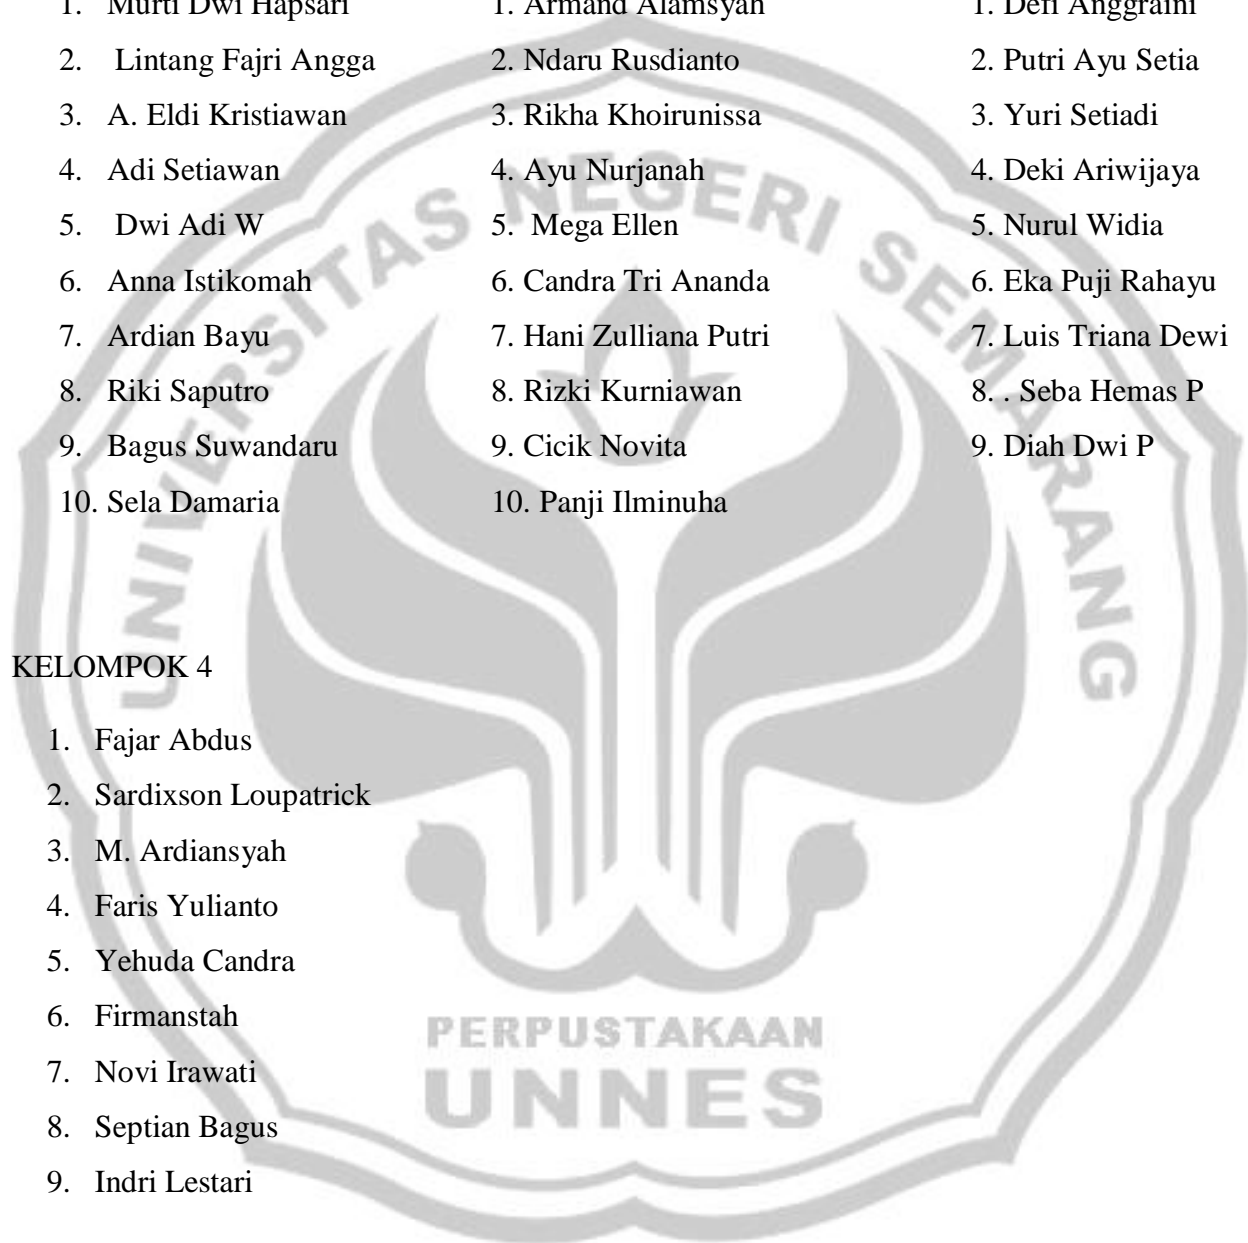 1. Murti Dwi Hapsari 1. Armand Alamsyah 1. Defi Anggraini
2. Lintang Fajri Angga 2. Ndaru Rusdianto 2. Putri Ayu Setia
3. A. Eldi Kristiawan 3. Rikha Khoirunissa 3. Yuri Setiadi
4. Adi Setiawan 4. Ayu Nurjanah 4. Deki Ariwijaya
5. Dwi Adi W 5. Mega Ellen 5. Nurul Widia
6. Anna Istikomah 6. Candra Tri Ananda 6. Eka Puji Rahayu
7. Ardian Bayu 7. Hani Zulliana Putri 7. Luis Triana Dewi
8. Riki Saputro 8. Rizki Kurniawan 8. . Seba Hemas P
9. Bagus Suwandaru 9. Cicik Novita 9. Diah Dwi P
10. Sela Damaria 10. Panji Ilminuha
KELOMPOK 4
1. Fajar Abdus
2. Sardixson Loupatrick
3. M. Ardiansyah
4. Faris Yulianto
5. Yehuda Candra
6. Firmanstah
7. Novi Irawati
8. Septian Bagus
9. Indri Lestari
UNIVERSITAS NEGERI SEMARANG
PERPUSTAKAAN
UNNES